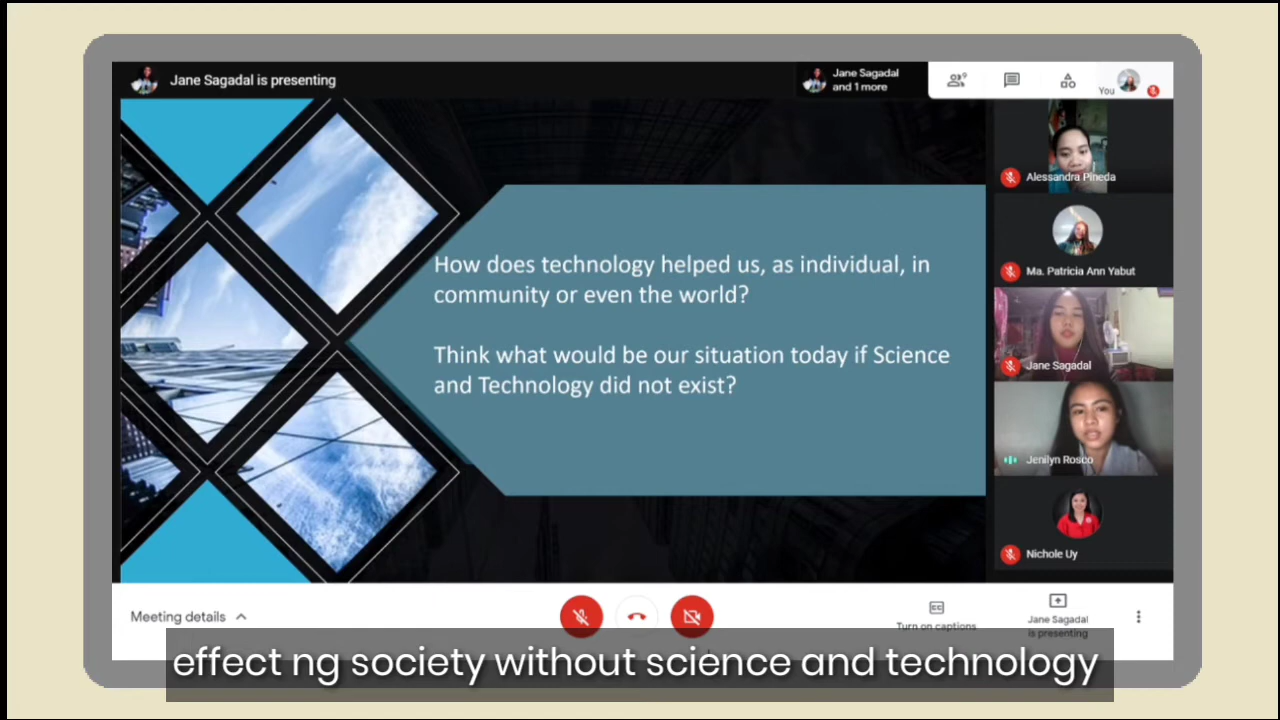 Jane Sagadal is presenting
Jane Sagadal
and 1 more
You
Alessandra Pineda
Ma. Patricia Ann Yabut
Jane Sagadal
Jenilyn Rosco
Nichole Uy
How does technology helped us, as individual, in
community or even the world?
Think what would be our situation today if Science
and Technology did not exist?
Meeting details
Turn on captions
Jane Sagadal
is presenting
effect ng society without science and technology